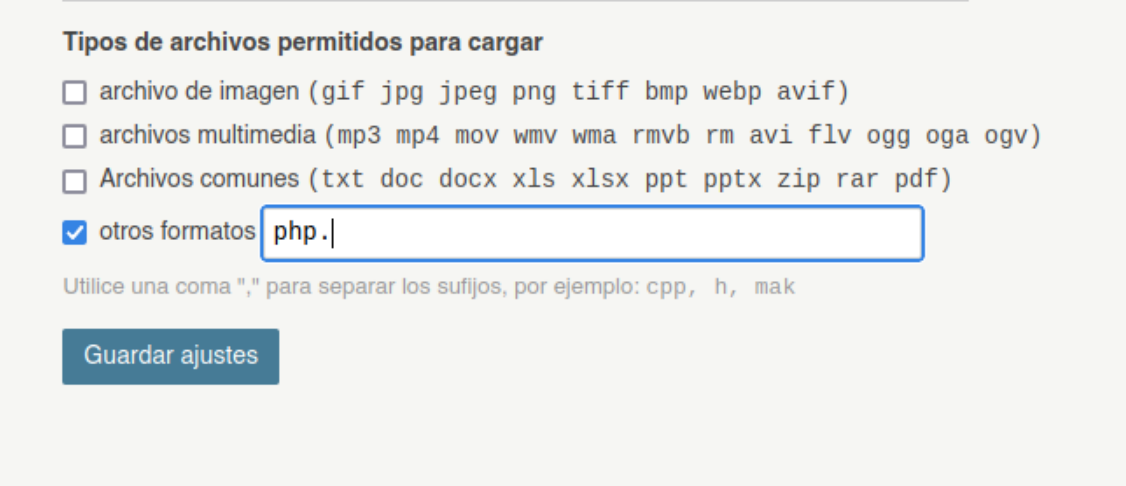 Tipos de archivos permitidos para cargar
archivo de imagen (gif jpg jpeg png tiff bmp webp avif)
archivos multimedia (mp3 mp4 mov wmv wma rmvb rm avi flv ogg oga ogv)
Archivos comunes (txt doc docx xls xlsx ppt pptx zip rar pdf)
otros formatos php.
Utilice una coma "," para separar los sufijos, por ejemplo: cpp, h, mak
Guardar ajustes